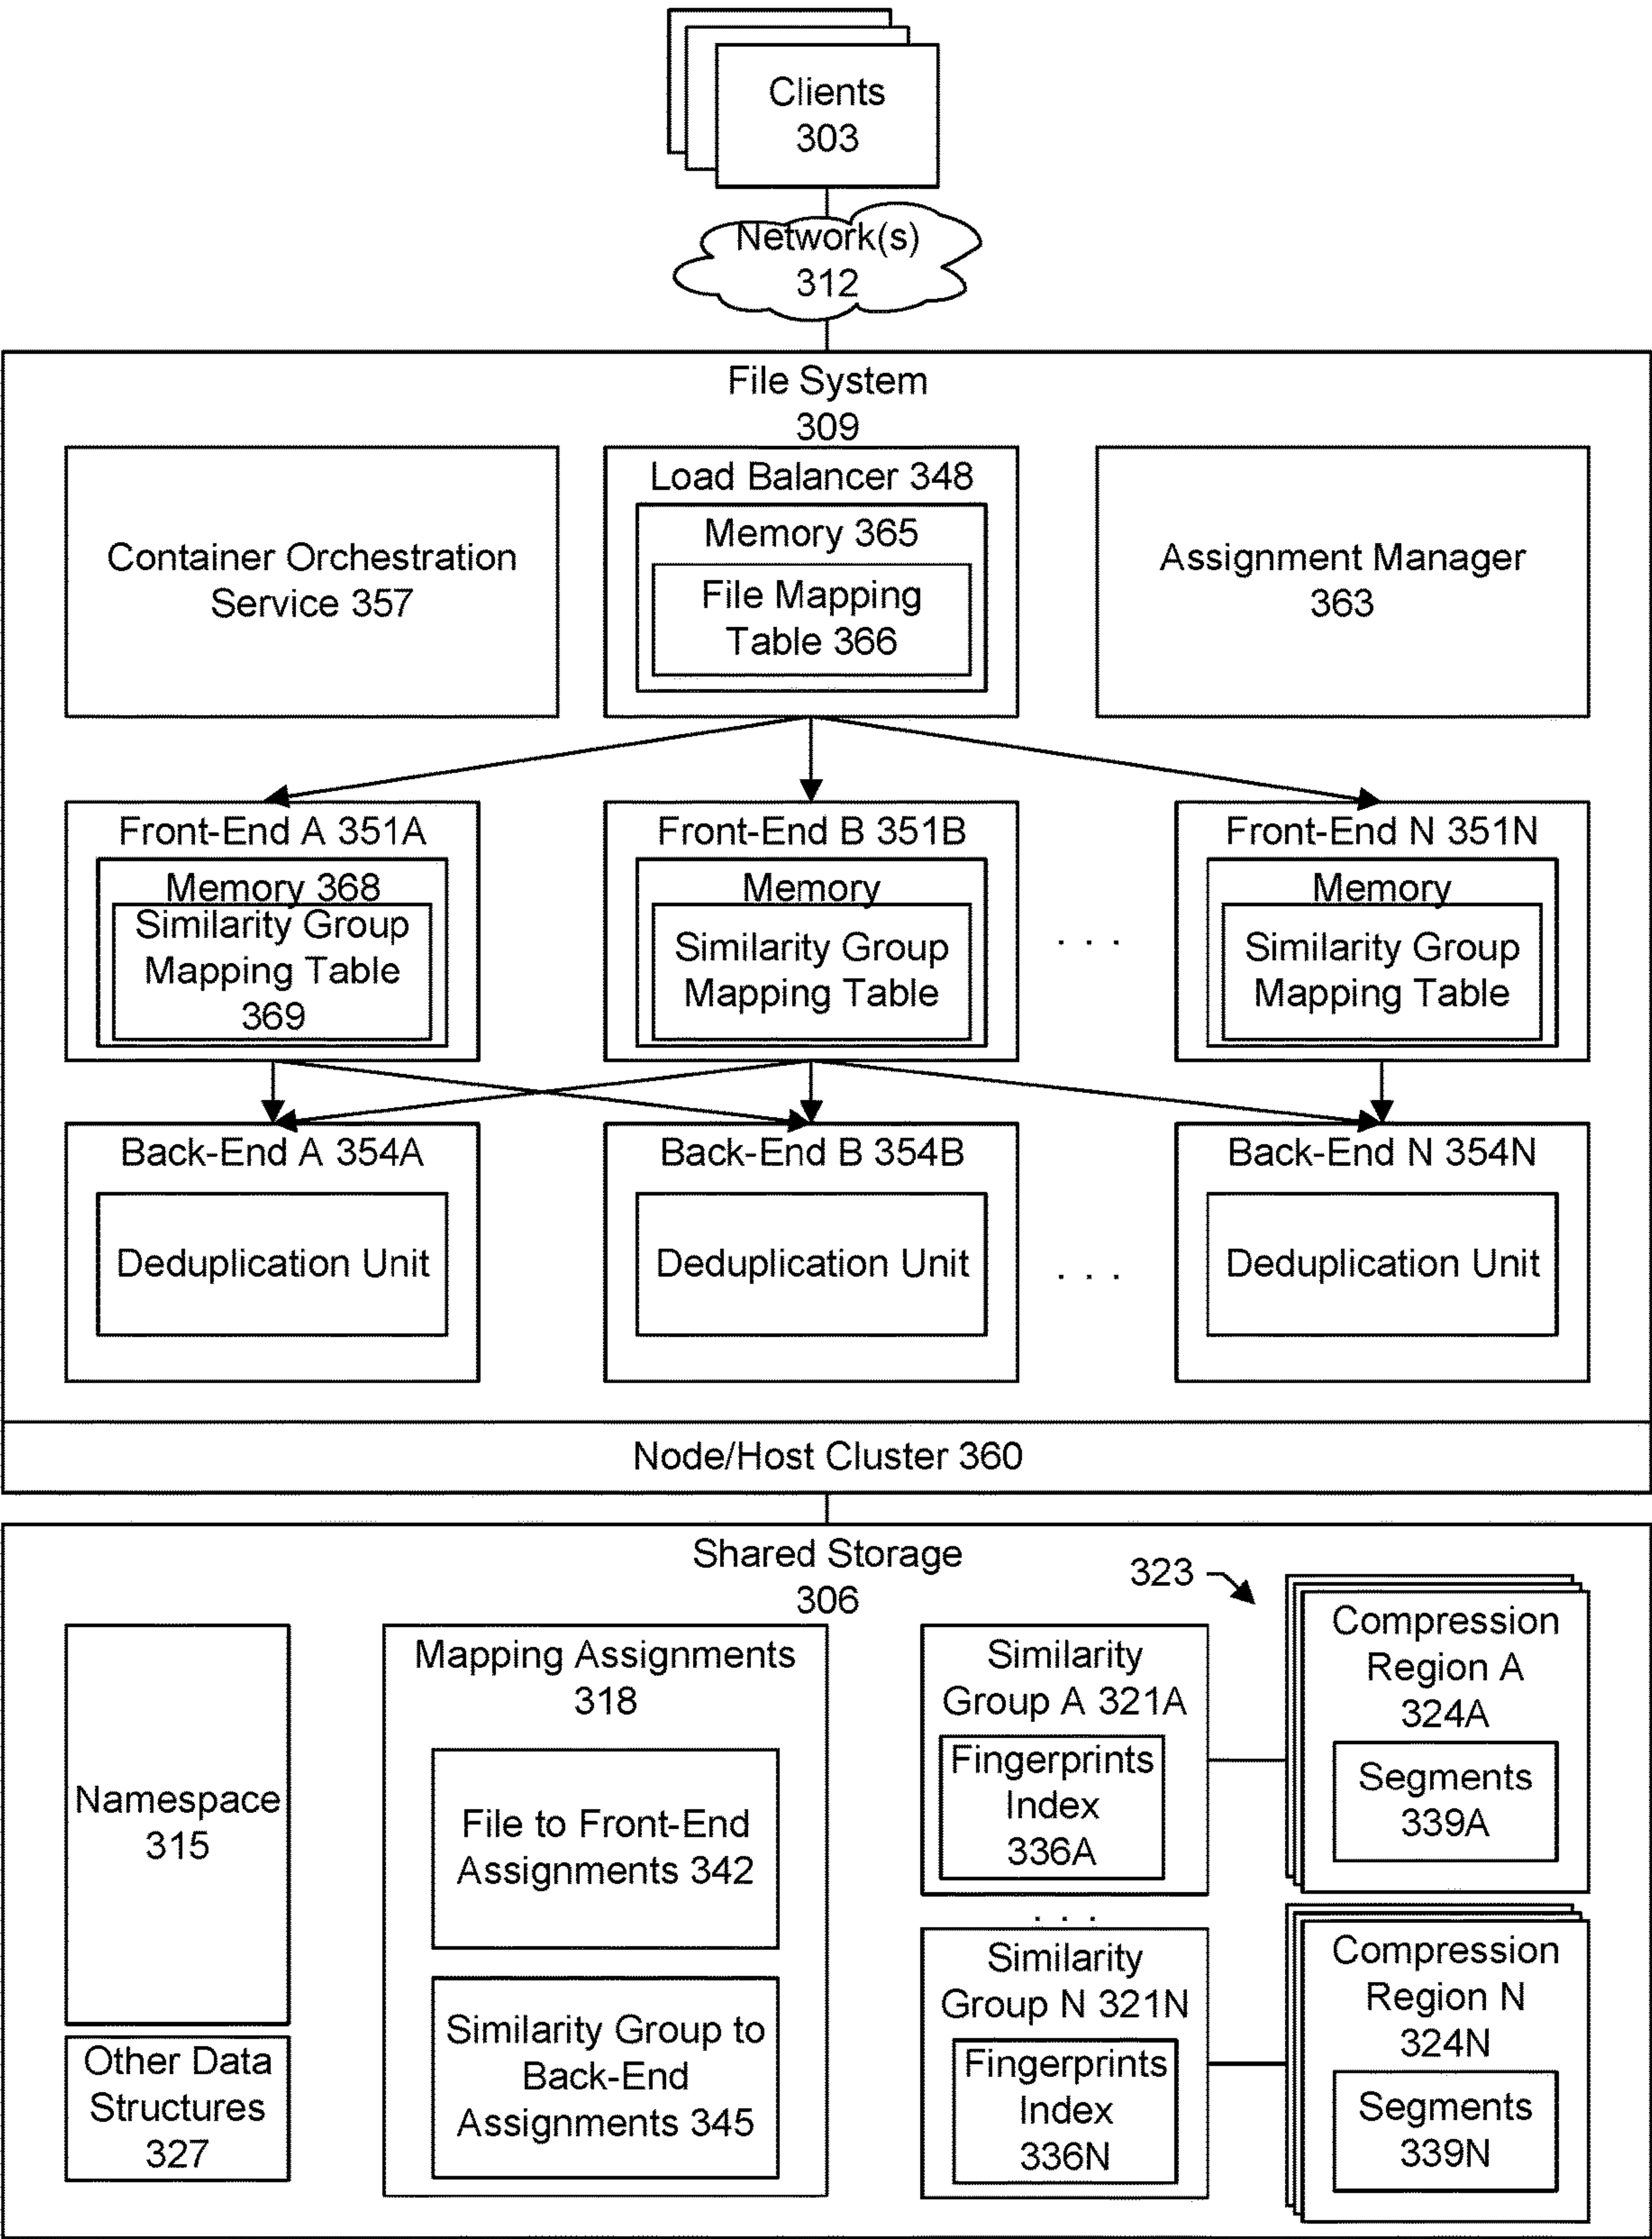 Clients
303
Network(s)
312
File System
309
Container Orchestration
Service 357
Load Balancer 348
Memory 365
File Mapping
Table 366
Assignment Manager
363
Front-End A 351A
Memory 368
Similarity Group
Mapping Table
369
Front-End B 351B
Memory
Similarity Group
Mapping Table
. . .
Front-End N 351N
Memory
Similarity Group
Mapping Table
Back-End A 354A
Deduplication Unit
Back-End B 354B
Deduplication Unit
. . .
Back-End N 354N
Deduplication Unit
Node/Host Cluster 360
Shared Storage
306
Namespace
315
Other Data
Structures
327
Mapping Assignments
318
File to Front-End
Assignments 342
Similarity Group to
Back-End
Assignments 345
Similarity
Group A 321A
Fingerprints
Index
336A
. . .
Similarity
Group N 321N
Fingerprints
Index
336N
323
Compression
Region A
324A
Segments
339A
Compression
Region N
324N
Segments
339N